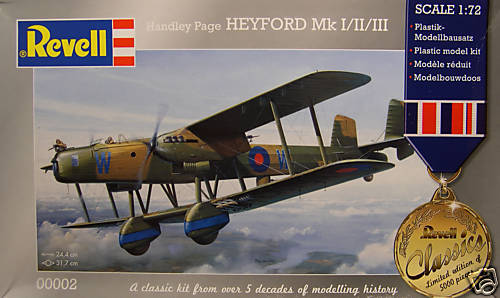 Revell
Handley Page HEYFORD Mk I/II/III
SCALE 1:72
Plastik-
Modellbausatz
Plastic model kit
Modèle réduit
Modelbouwdoos
W
24,4 cm
31,7 cm
00002
A classic kit from over 5 decades of modelling history
Revell
Classics
Limited edition of
5000 pieces